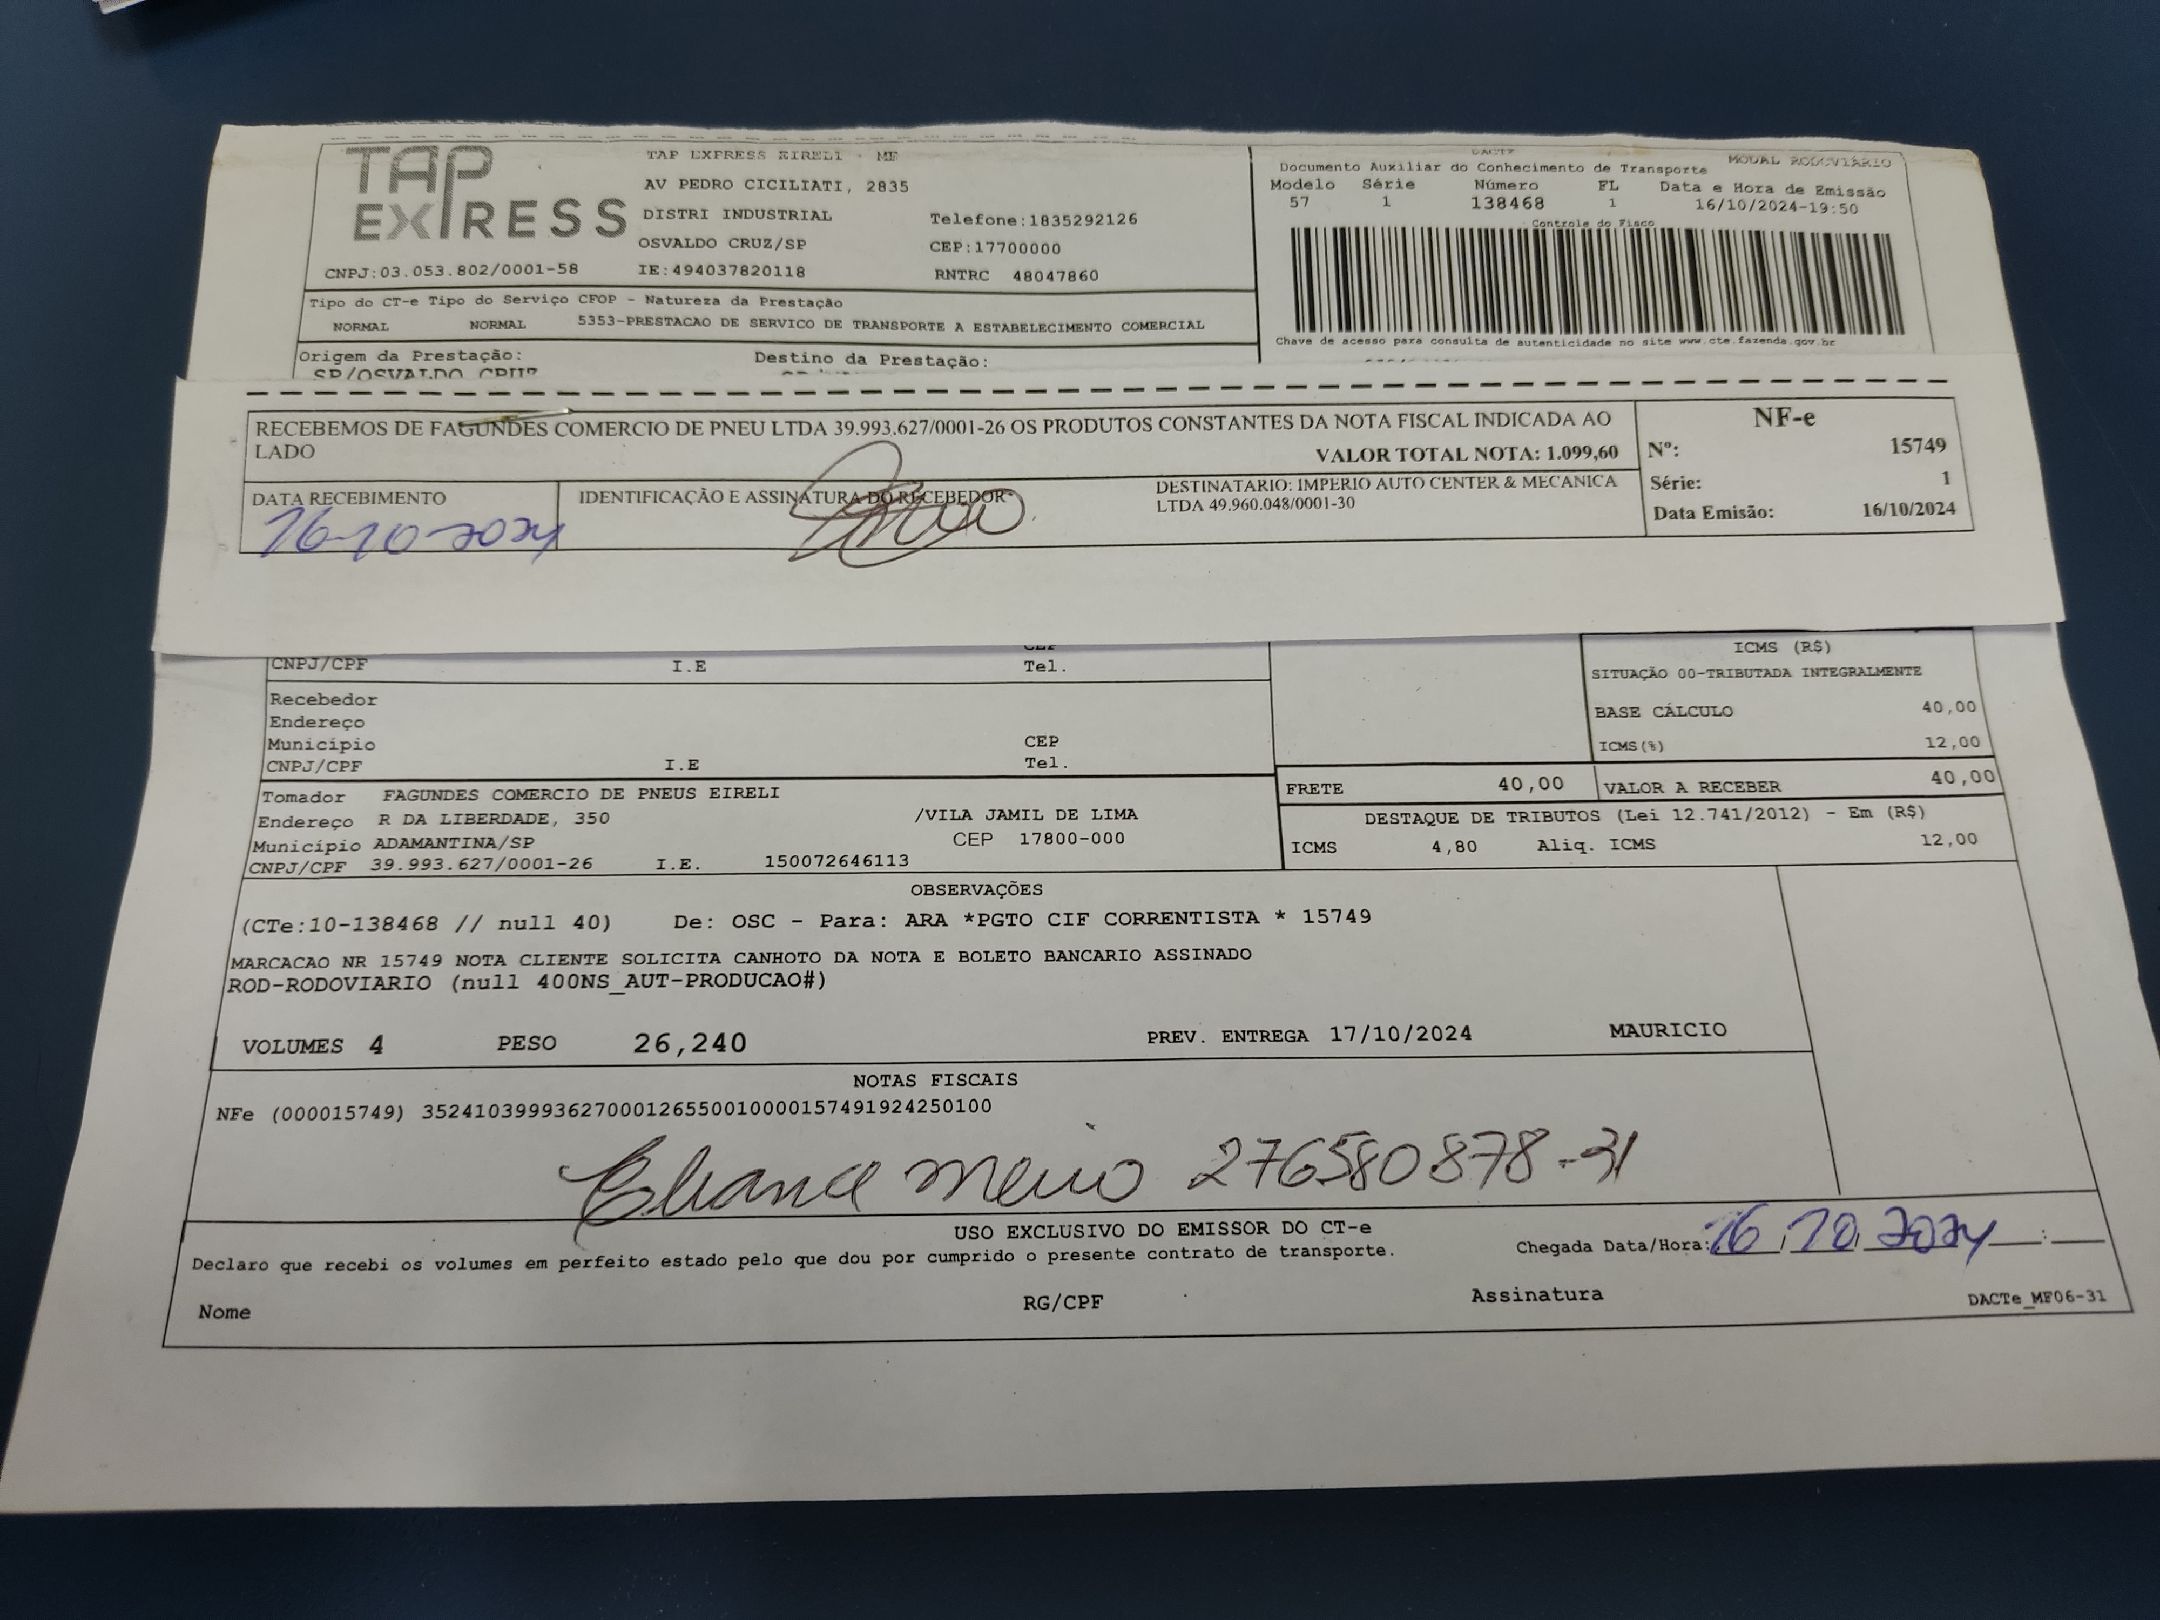 TAP EXPRESS
TAP EXPRESS EIRELI - ME
AV PEDRO CICILIATI, 2835
DISTRI INDUSTRIAL
Telefone:1835292126
OSVALDO CRUZ/SP
CEP:17700000
CNPJ:03.053.802/0001-58 IE:494037820118 RNTRC 48047860
DACTE
Documento Auxiliar do Conhecimento de Transporte MODAL RODOVIÁRIO
Modelo Série Número FL Data e Hora de Emissão
57 1 138468 1 16/10/2024-19:50
Controle do Fisco
Chave de acesso para consulta de autenticidade no site www.cte.fazenda.gov.br
Tipo do CT-e Tipo do Serviço CFOP - Natureza da Prestação
NORMAL NORMAL 5353-PRESTACAO DE SERVICO DE TRANSPORTE A ESTABELECIMENTO COMERCIAL
Origem da Prestação: Destino da Prestação:
SP/OSVALDO CRUZ
RECEBEMOS DE FAGUNDES COMERCIO DE PNEU LTDA 39.993.627/0001-26 OS PRODUTOS CONSTANTES DA NOTA FISCAL INDICADA AO
LADO
VALOR TOTAL NOTA: 1.099,60
DATA RECEBIMENTO
16-10-2024
IDENTIFICAÇÃO E ASSINATURA DO RECEBEDOR
DESTINATARIO: IMPERIO AUTO CENTER & MECANICA
LTDA 49.960.048/0001-30
NF-e
Nº: 15749
Série: 1
Data Emissão: 16/10/2024
CEP
CNPJ/CPF I.E Tel.
Recebedor
Endereço
Município CEP
CNPJ/CPF I.E Tel.
ICMS (R$)
SITUAÇÃO 00-TRIBUTADA INTEGRALMENTE
BASE CÁLCULO 40,00
ICMS(%) 12,00
FRETE 40,00 VALOR A RECEBER 40,00
DESTAQUE DE TRIBUTOS (Lei 12.741/2012) - Em (R$)
ICMS 4,80 Aliq. ICMS 12,00
Tomador FAGUNDES COMERCIO DE PNEUS EIRELI
Endereço R DA LIBERDADE, 350 /VILA JAMIL DE LIMA
Município ADAMANTINA/SP CEP 17800-000
CNPJ/CPF 39.993.627/0001-26 I.E. 150072646113
OBSERVAÇÕES
(CTe:10-138468 // null 40) De: OSC - Para: ARA *PGTO CIF CORRENTISTA * 15749
MARCACAO NR 15749 NOTA CLIENTE SOLICITA CANHOTO DA NOTA E BOLETO BANCARIO ASSINADO
ROD-RODOVIARIO (null 400NS_AUT-PRODUCAO#)
VOLUMES 4 PESO 26,240 PREV. ENTREGA 17/10/2024 MAURICIO
NOTAS FISCAIS
NFe (000015749) 35241039993627000126550010000157491924250100
276580878-31
USO EXCLUSIVO DO EMISSOR DO CT-e
Declaro que recebi os volumes em perfeito estado pelo que dou por cumprido o presente contrato de transporte.
Chegada Data/Hora: 16 10 2024 :
Nome RG/CPF Assinatura
DACTe_MF06-31